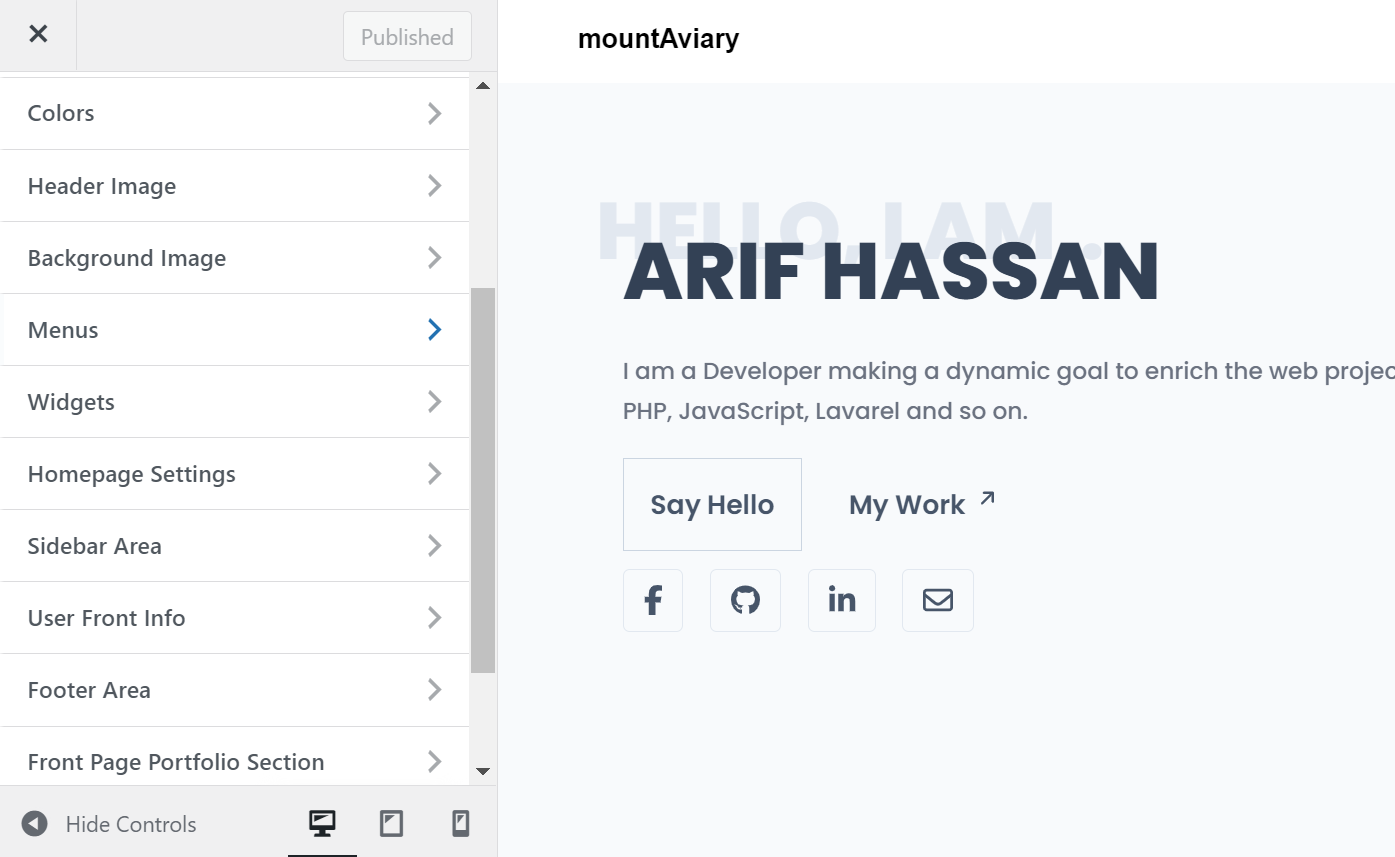 Published
Colors
Header Image
Background Image
Menus
Widgets
Homepage Settings
Sidebar Area
User Front Info
Footer Area
Front Page Portfolio Section
Hide Controls
mountAviary
HELLO, I AM ..
ARIF HASSAN
I am a Developer making a dynamic goal to enrich the web projec
PHP, JavaScript, Lavarel and so on.
Say Hello
My Work